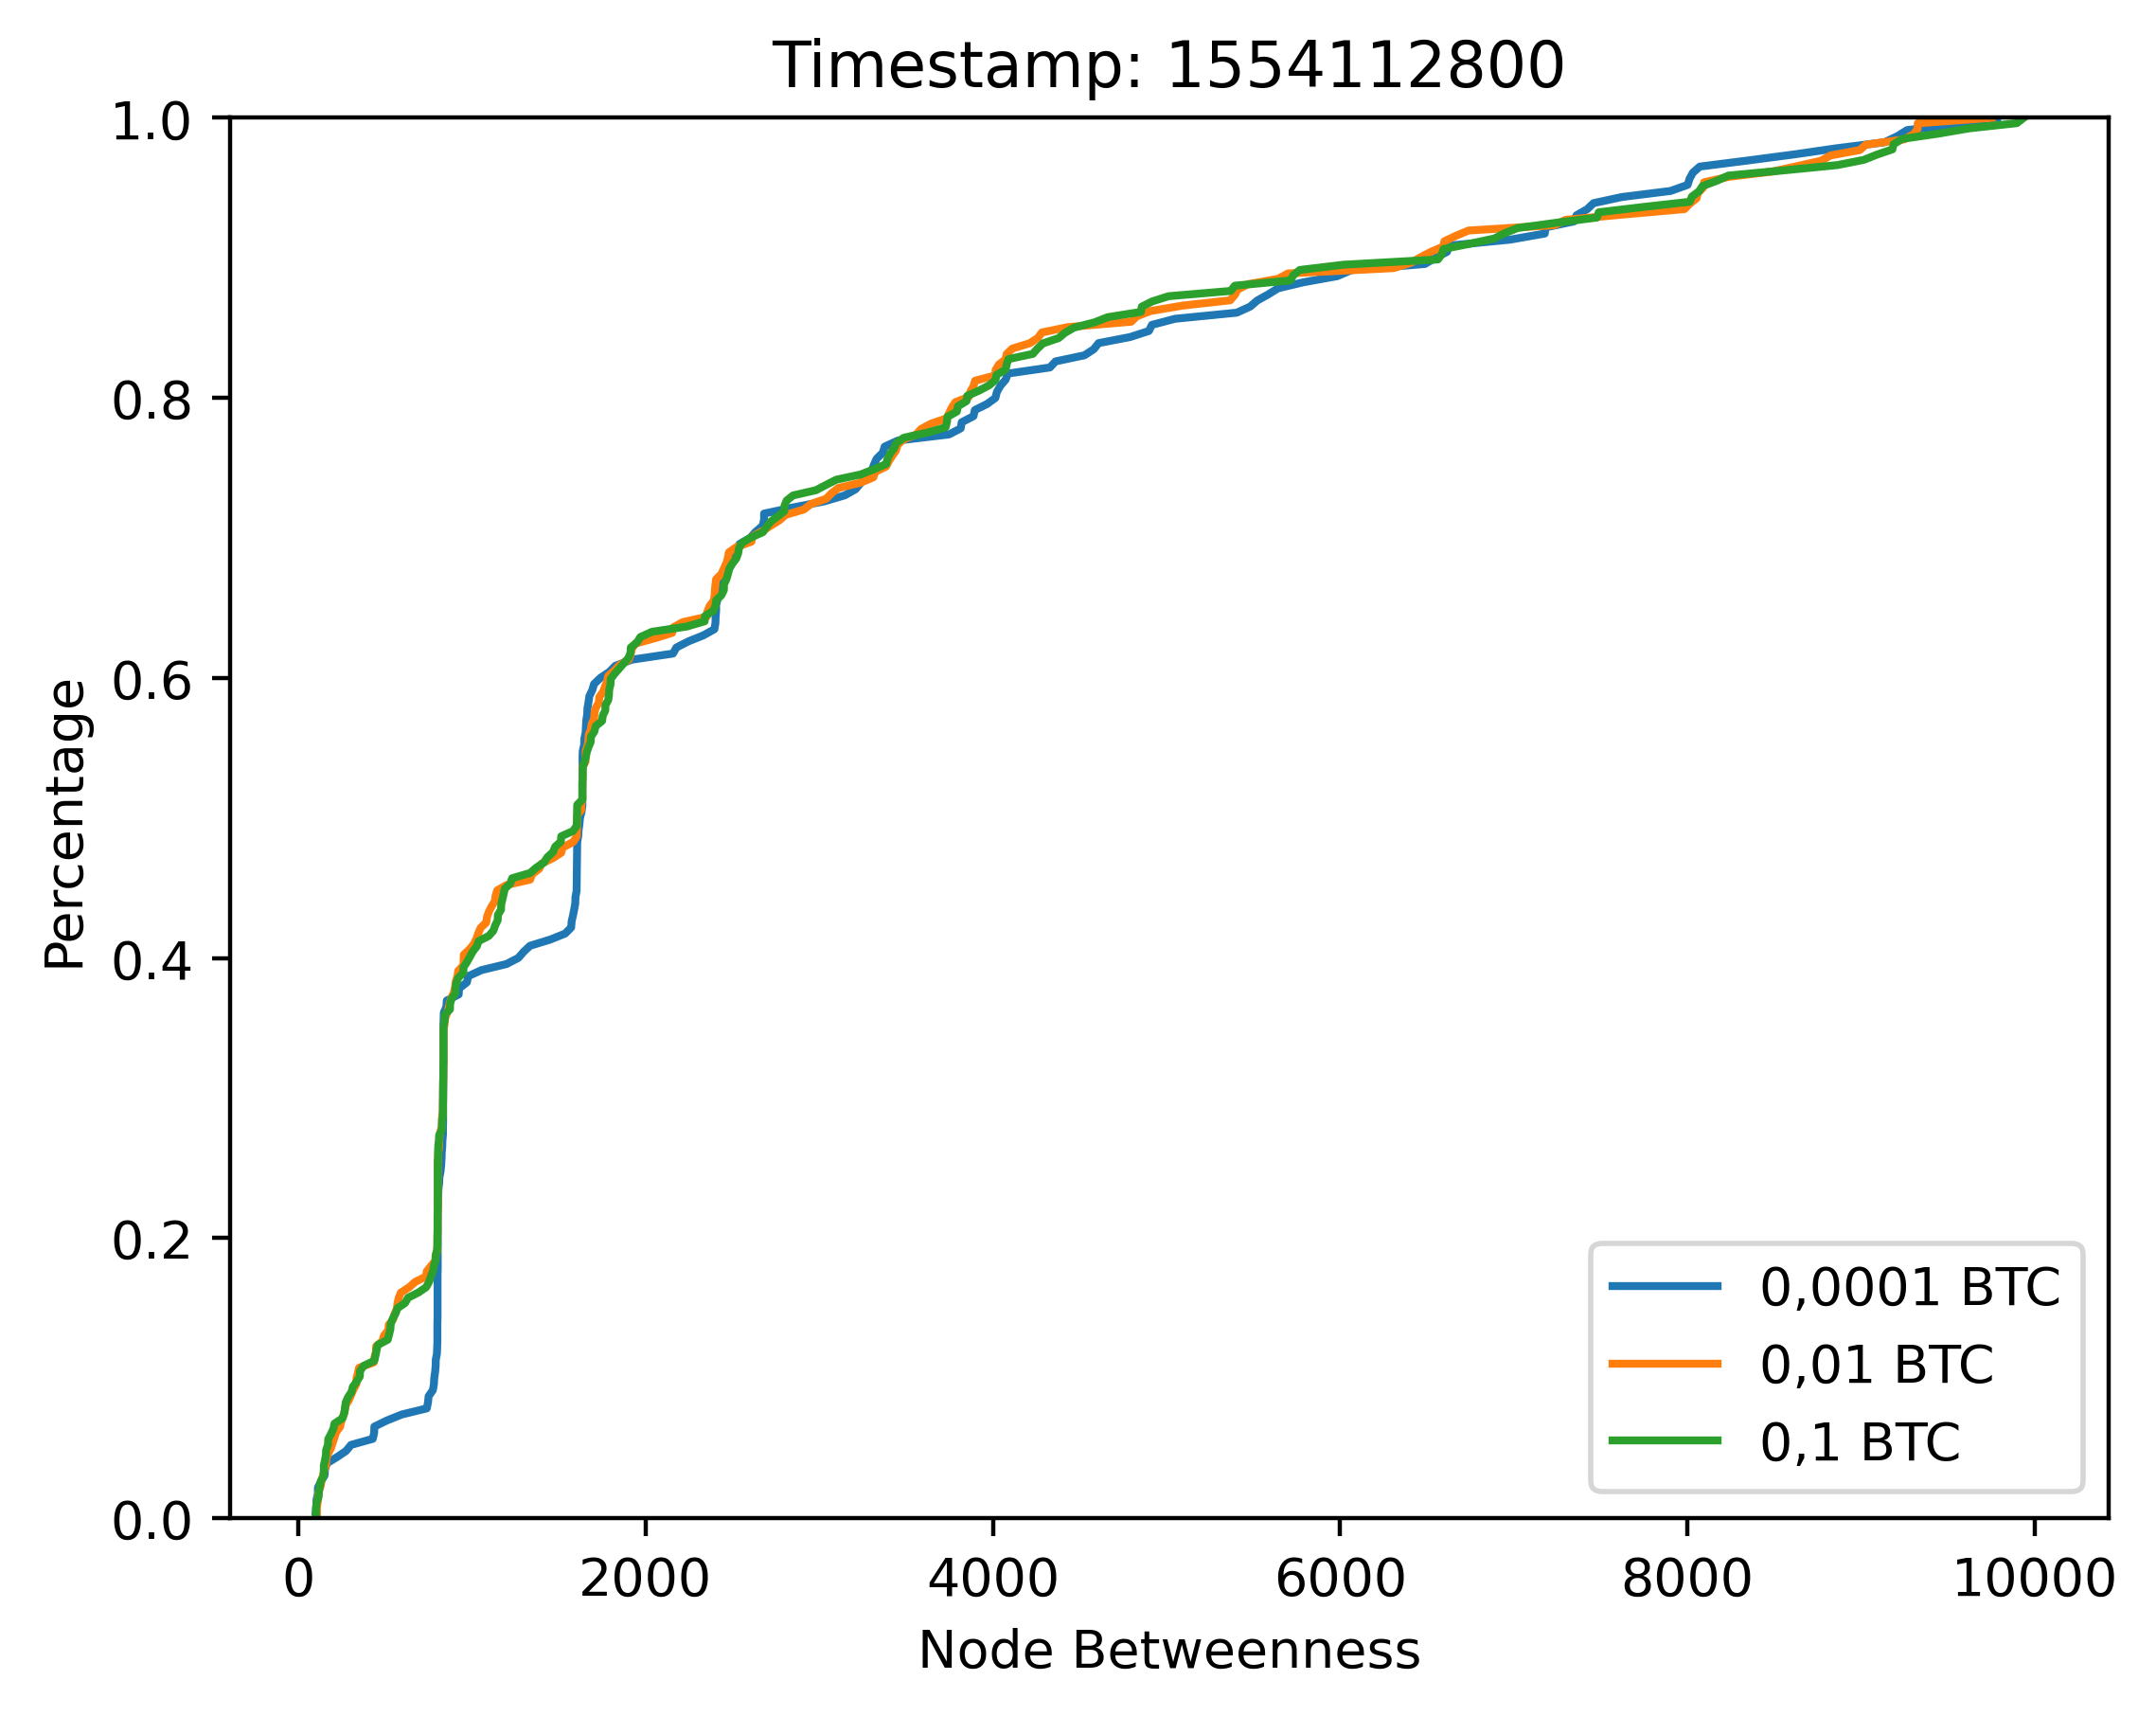 Timestamp: 1554112800
1.0
0.8
0.6
0.4
0.2
0.0
Percentage
0,0001 BTC
0,01 BTC
0,1 BTC
0 2000 4000 6000 8000 10000
Node Betweenness